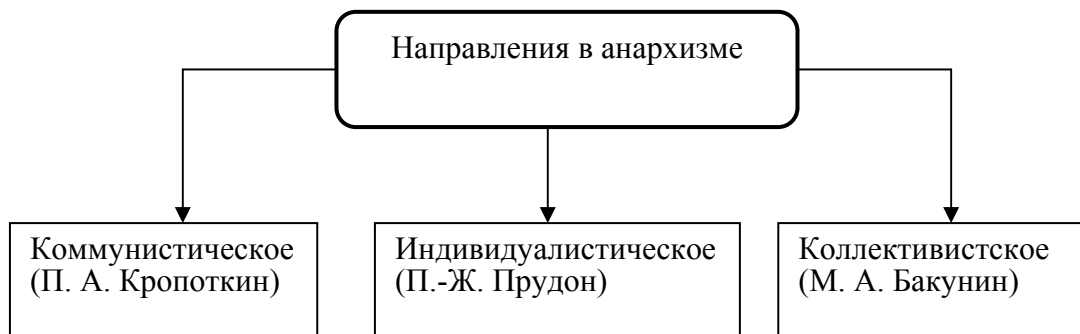 Направления в анархизме
Коммунистическое
(П. А. Кропоткин)
Индивидуалистическое
(П.-Ж. Прудон)
Коллективистское
(М. А. Бакунин)